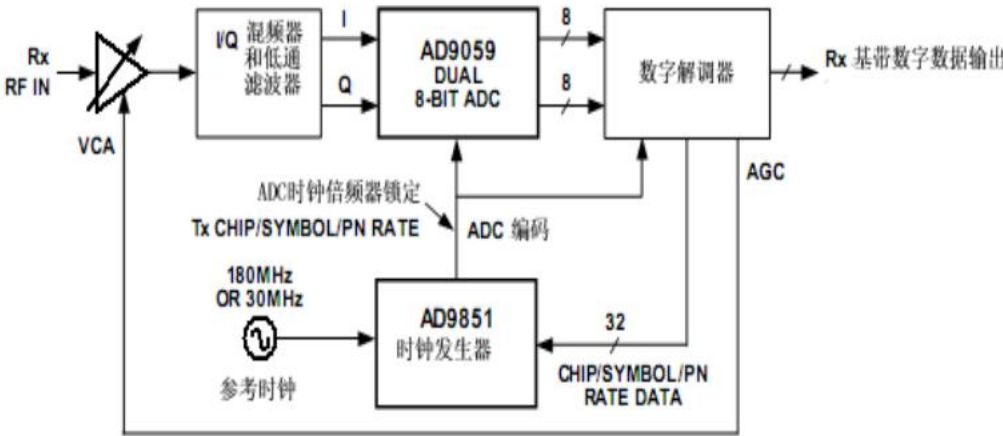 Rx
RF IN
VCA
I/Q 混频器
和低通
滤波器
I
Q
AD9059
DUAL
8-BIT ADC
8
8
数字解调器
Rx 基带数字数据输出
AGC
ADC时钟倍频器锁定
Tx CHIP/SYMBOL/PN RATE
ADC 编码
180MHz
OR 30MHz
参考时钟
AD9851
时钟发生器
32
CHIP/SYMBOL/PN
RATE DATA